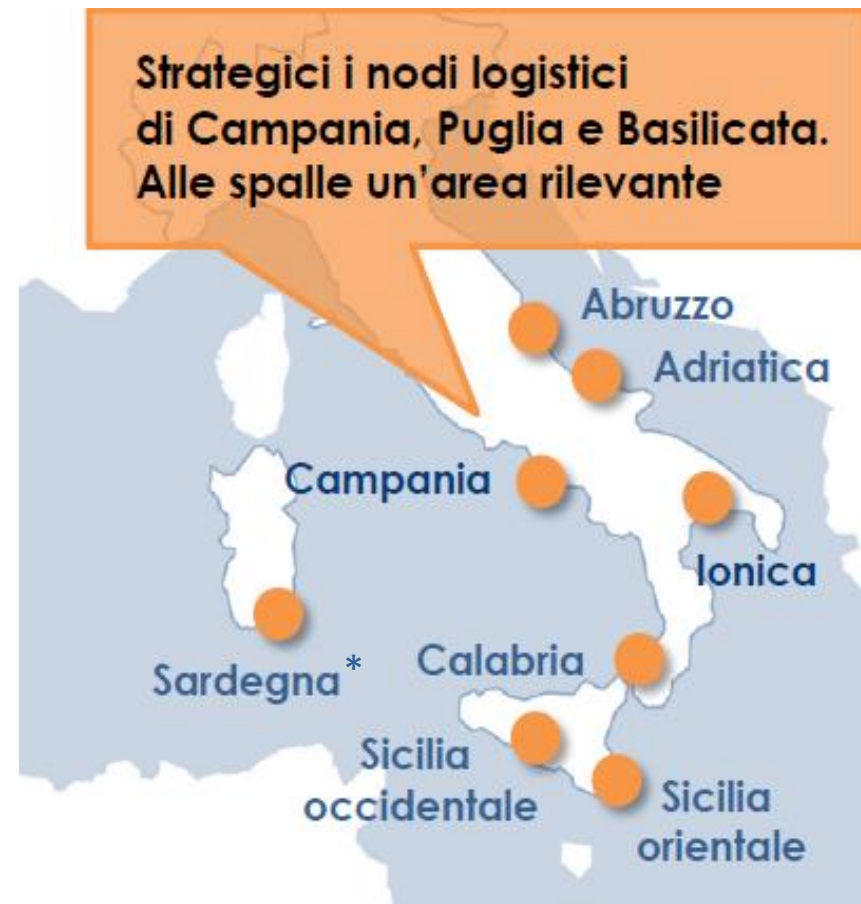 Strategici i nodi logistici
di Campania, Puglia e Basilicata.
Alle spalle un’area rilevante
Abruzzo
Adriatica
Campania
Ionica
Calabria
Sardegna*
Sicilia
occidentale
Sicilia
orientale